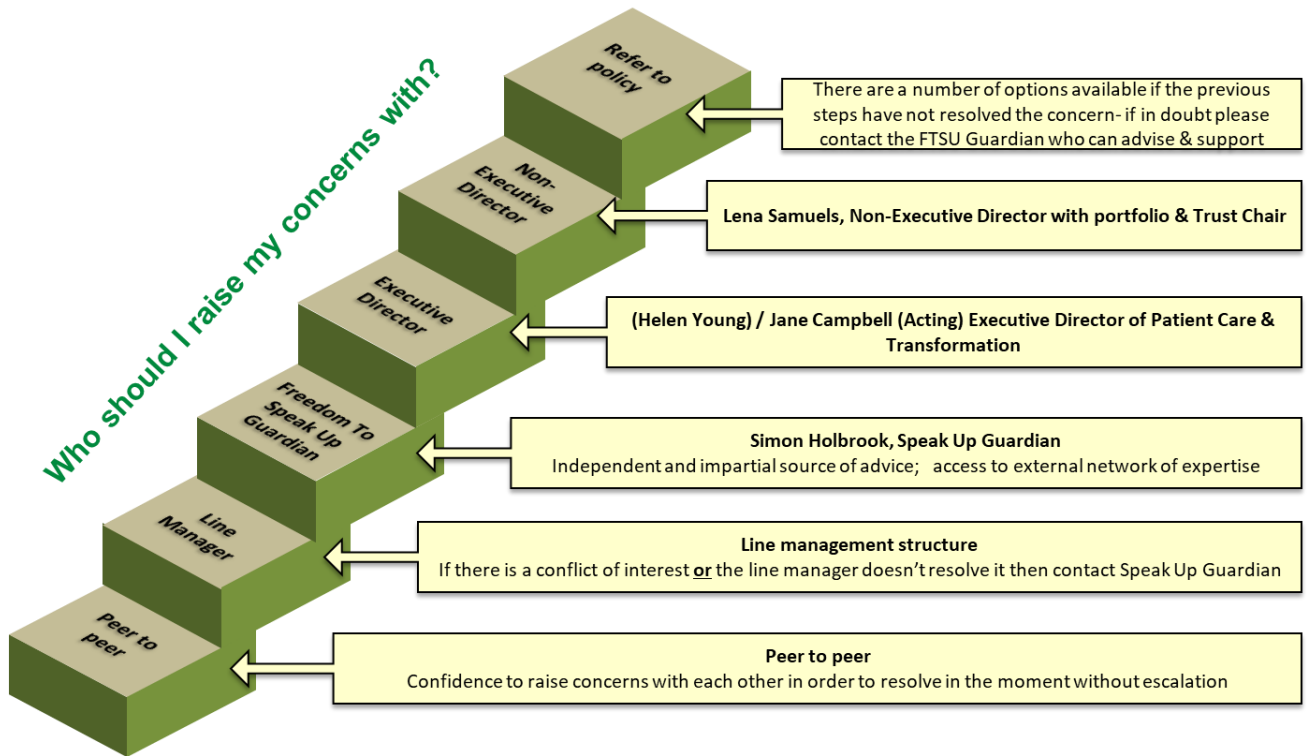 Who should I raise my concerns with?
Refer to
policy
There are a number of options available if the previous
steps have not resolved the concern- if in doubt please
contact the FTSU Guardian who can advise & support
Non-
Executive
Director
Lena Samuels, Non-Executive Director with portfolio & Trust Chair
Executive
Director
(Helen Young) / Jane Campbell (Acting) Executive Director of Patient Care &
Transformation
Freedom To
Speak Up
Guardian
Simon Holbrook, Speak Up Guardian
Independent and impartial source of advice; access to external network of expertise
Line
Manager
Line management structure
If there is a conflict of interest or the line manager doesn’t resolve it then contact Speak Up Guardian
Peer to
peer
Peer to peer
Confidence to raise concerns with each other in order to resolve in the moment without escalation